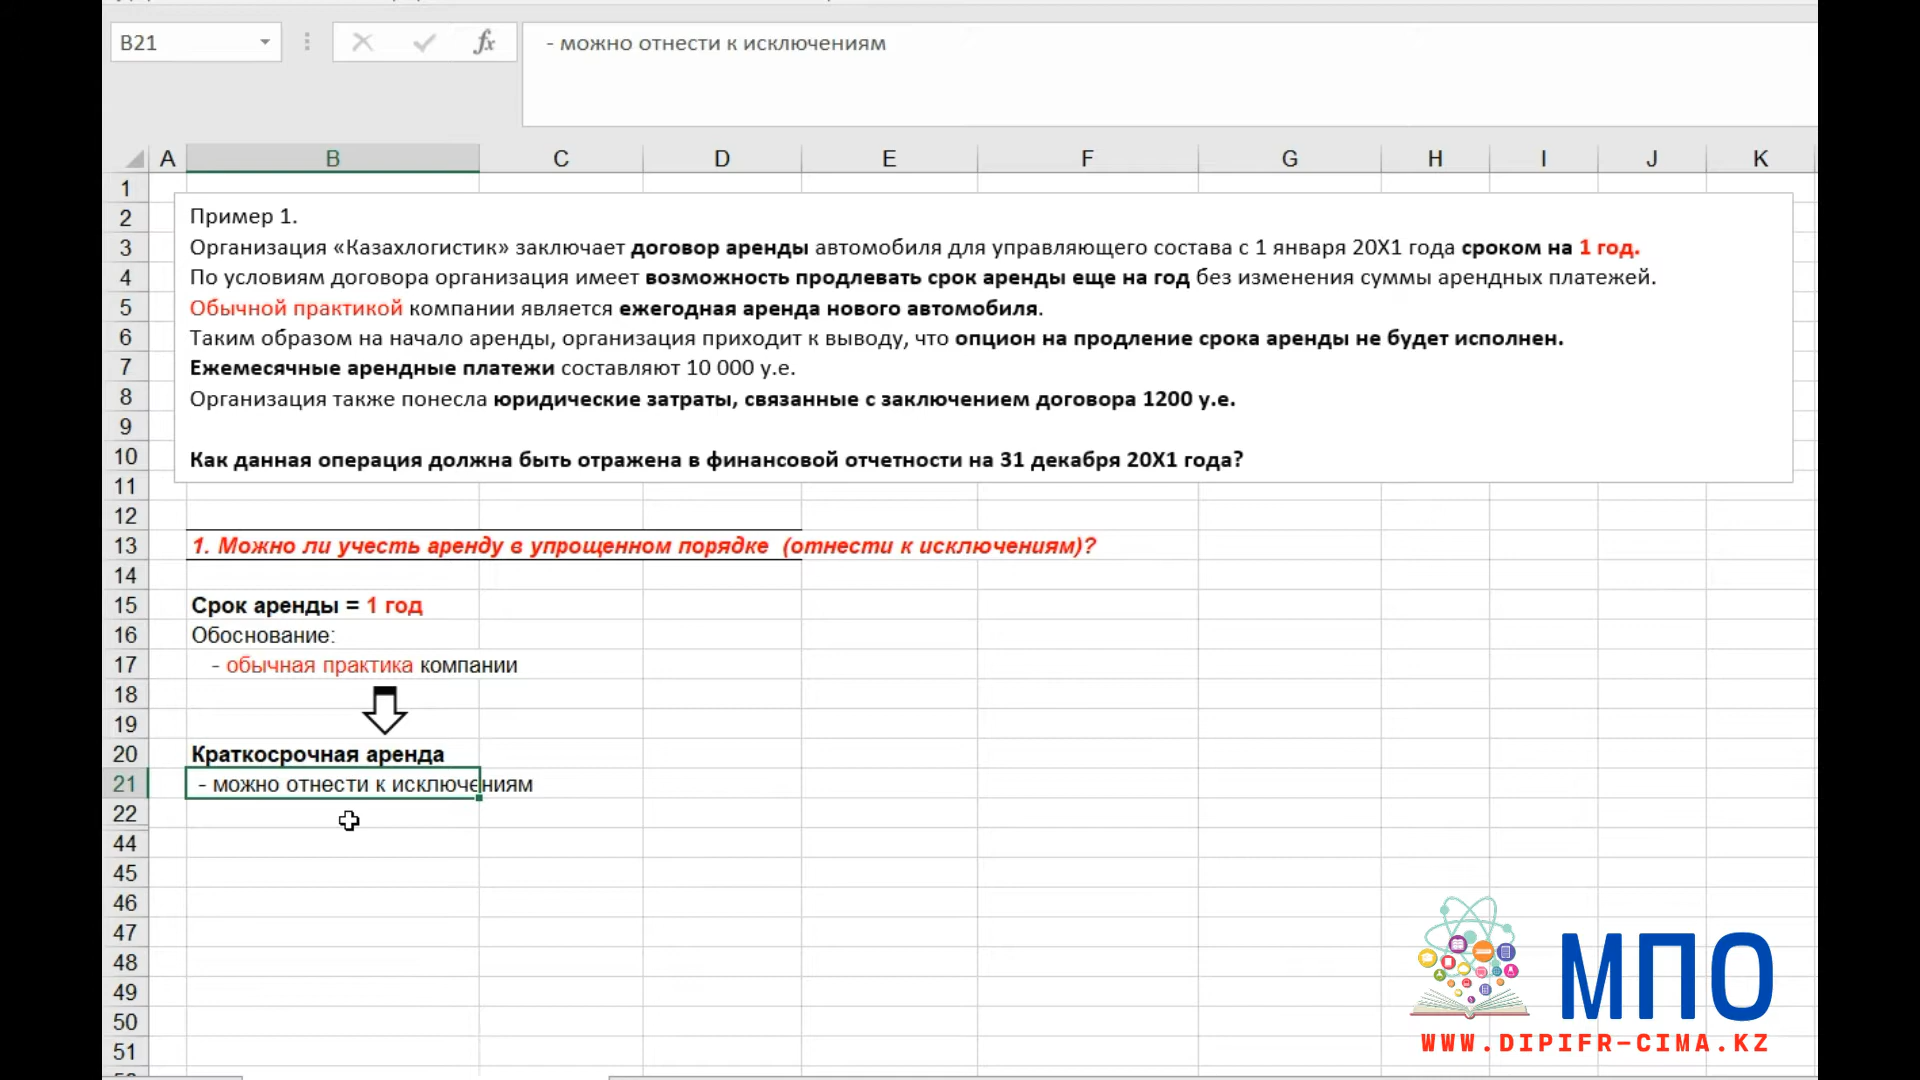 B21
fx
- можно отнести к исключениям
A B C D E F G H I J K
1
2 Пример 1.
3 Организация «Казахлогистик» заключает договор аренды автомобиля для управляющего состава с 1 января 20X1 года сроком на 1 год.
4 По условиям договора организация имеет возможность продлевать срок аренды еще на год без изменения суммы арендных платежей.
5 Обычной практикой компании является ежегодная аренда нового автомобиля.
6 Таким образом на начало аренды, организация приходит к выводу, что опцион на продление срока аренды не будет исполнен.
7 Ежемесячные арендные платежи составляют 10 000 у.е.
8 Организация также понесла юридические затраты, связанные с заключением договора 1200 у.е.
9
10 Как данная операция должна быть отражена в финансовой отчетности на 31 декабря 20X1 года?
11
12
13 1. Можно ли учесть аренду в упрощенном порядке (отнести к исключениям)?
14
15 Срок аренды = 1 год
16 Обоснование:
17 - обычная практика компании
18
19
20 Краткосрочная аренда
21 - можно отнести к исключениям
22
44
45
46
47
48
49
50
51
МПО
WWW.DIPIFR-CIMA.KZ